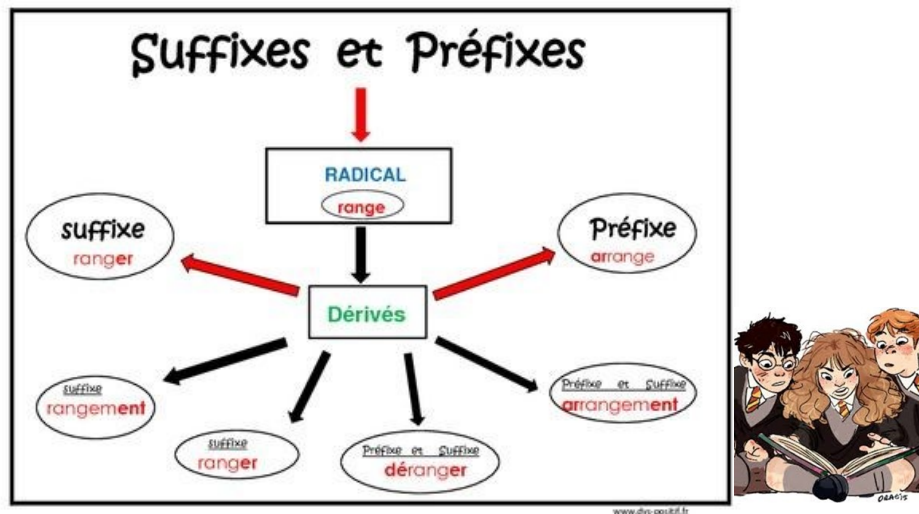 Suffixes et Préfixes
RADICAL
range
suffixe
ranger
Préfixe
arrange
Dérivés
suffixe
rangement
Préfixe et Suffixe
arrangement
suffixe
ranger
Préfixe et Suffixe
déranger
www.dys-positif.fr
DRACIS